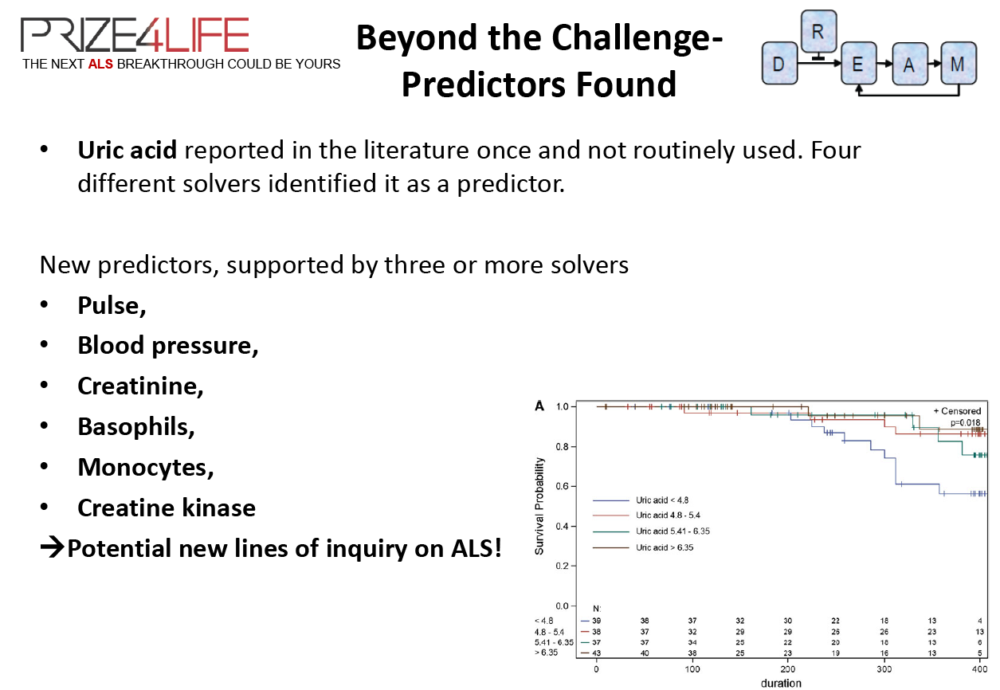 PRIZE4LIFE
THE NEXT ALS BREAKTHROUGH COULD BE YOURS
Beyond the Challenge-
Predictors Found
R
D E A M
• Uric acid reported in the literature once and not routinely used. Four
different solvers identified it as a predictor.
New predictors, supported by three or more solvers
• Pulse,
• Blood pressure,
• Creatinine,
• Basophils,
• Monocytes,
• Creatine kinase
→Potential new lines of inquiry on ALS!
A
+ Censored
p=0.018
Survival Probability
1.0
0.8
0.6
0.4
0.2
0.0
Uric acid < 4.8
Uric acid 4.8 - 5.4
Uric acid 5.41 - 6.35
Uric acid > 6.35
N:
< 4.8 39 38 37 32 30 22 18 13 4
4.8 - 5.4 38 37 32 29 29 26 26 23 13
5.41 - 6.35 37 37 34 25 22 20 18 13 6
> 6.35 43 40 38 25 23 19 16 13 5
0 100 200 300 400
duration